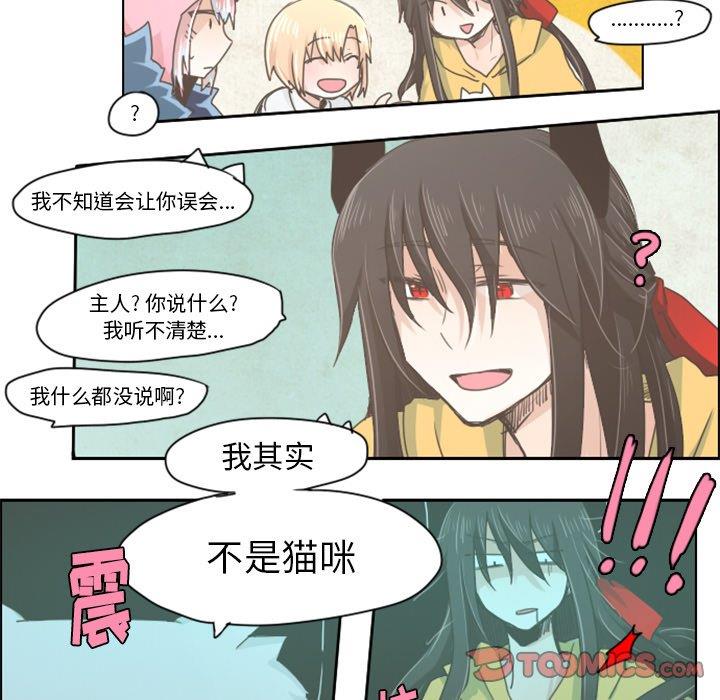 …………?
?
我不知道会让你误会...
?
主人? 你说什么?
我听不清楚...
我什么都没说啊?
我其实
不是猫咪
!!!
震
TOOMICS.COM